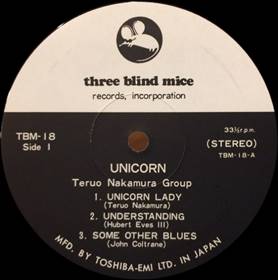 three blind mice
records, incorporation
TBM-18
Side 1
33⅓ r.p.m.
(STEREO)
TBM-18-A
UNICORN
Teruo Nakamura Group
1. UNICORN LADY
(Teruo Nakamura)
2. UNDERSTANDING
(Hubert Eves III)
3. SOME OTHER BLUES
(John Coltrane)
MFD. BY TOSHIBA-EMI LTD. IN JAPAN